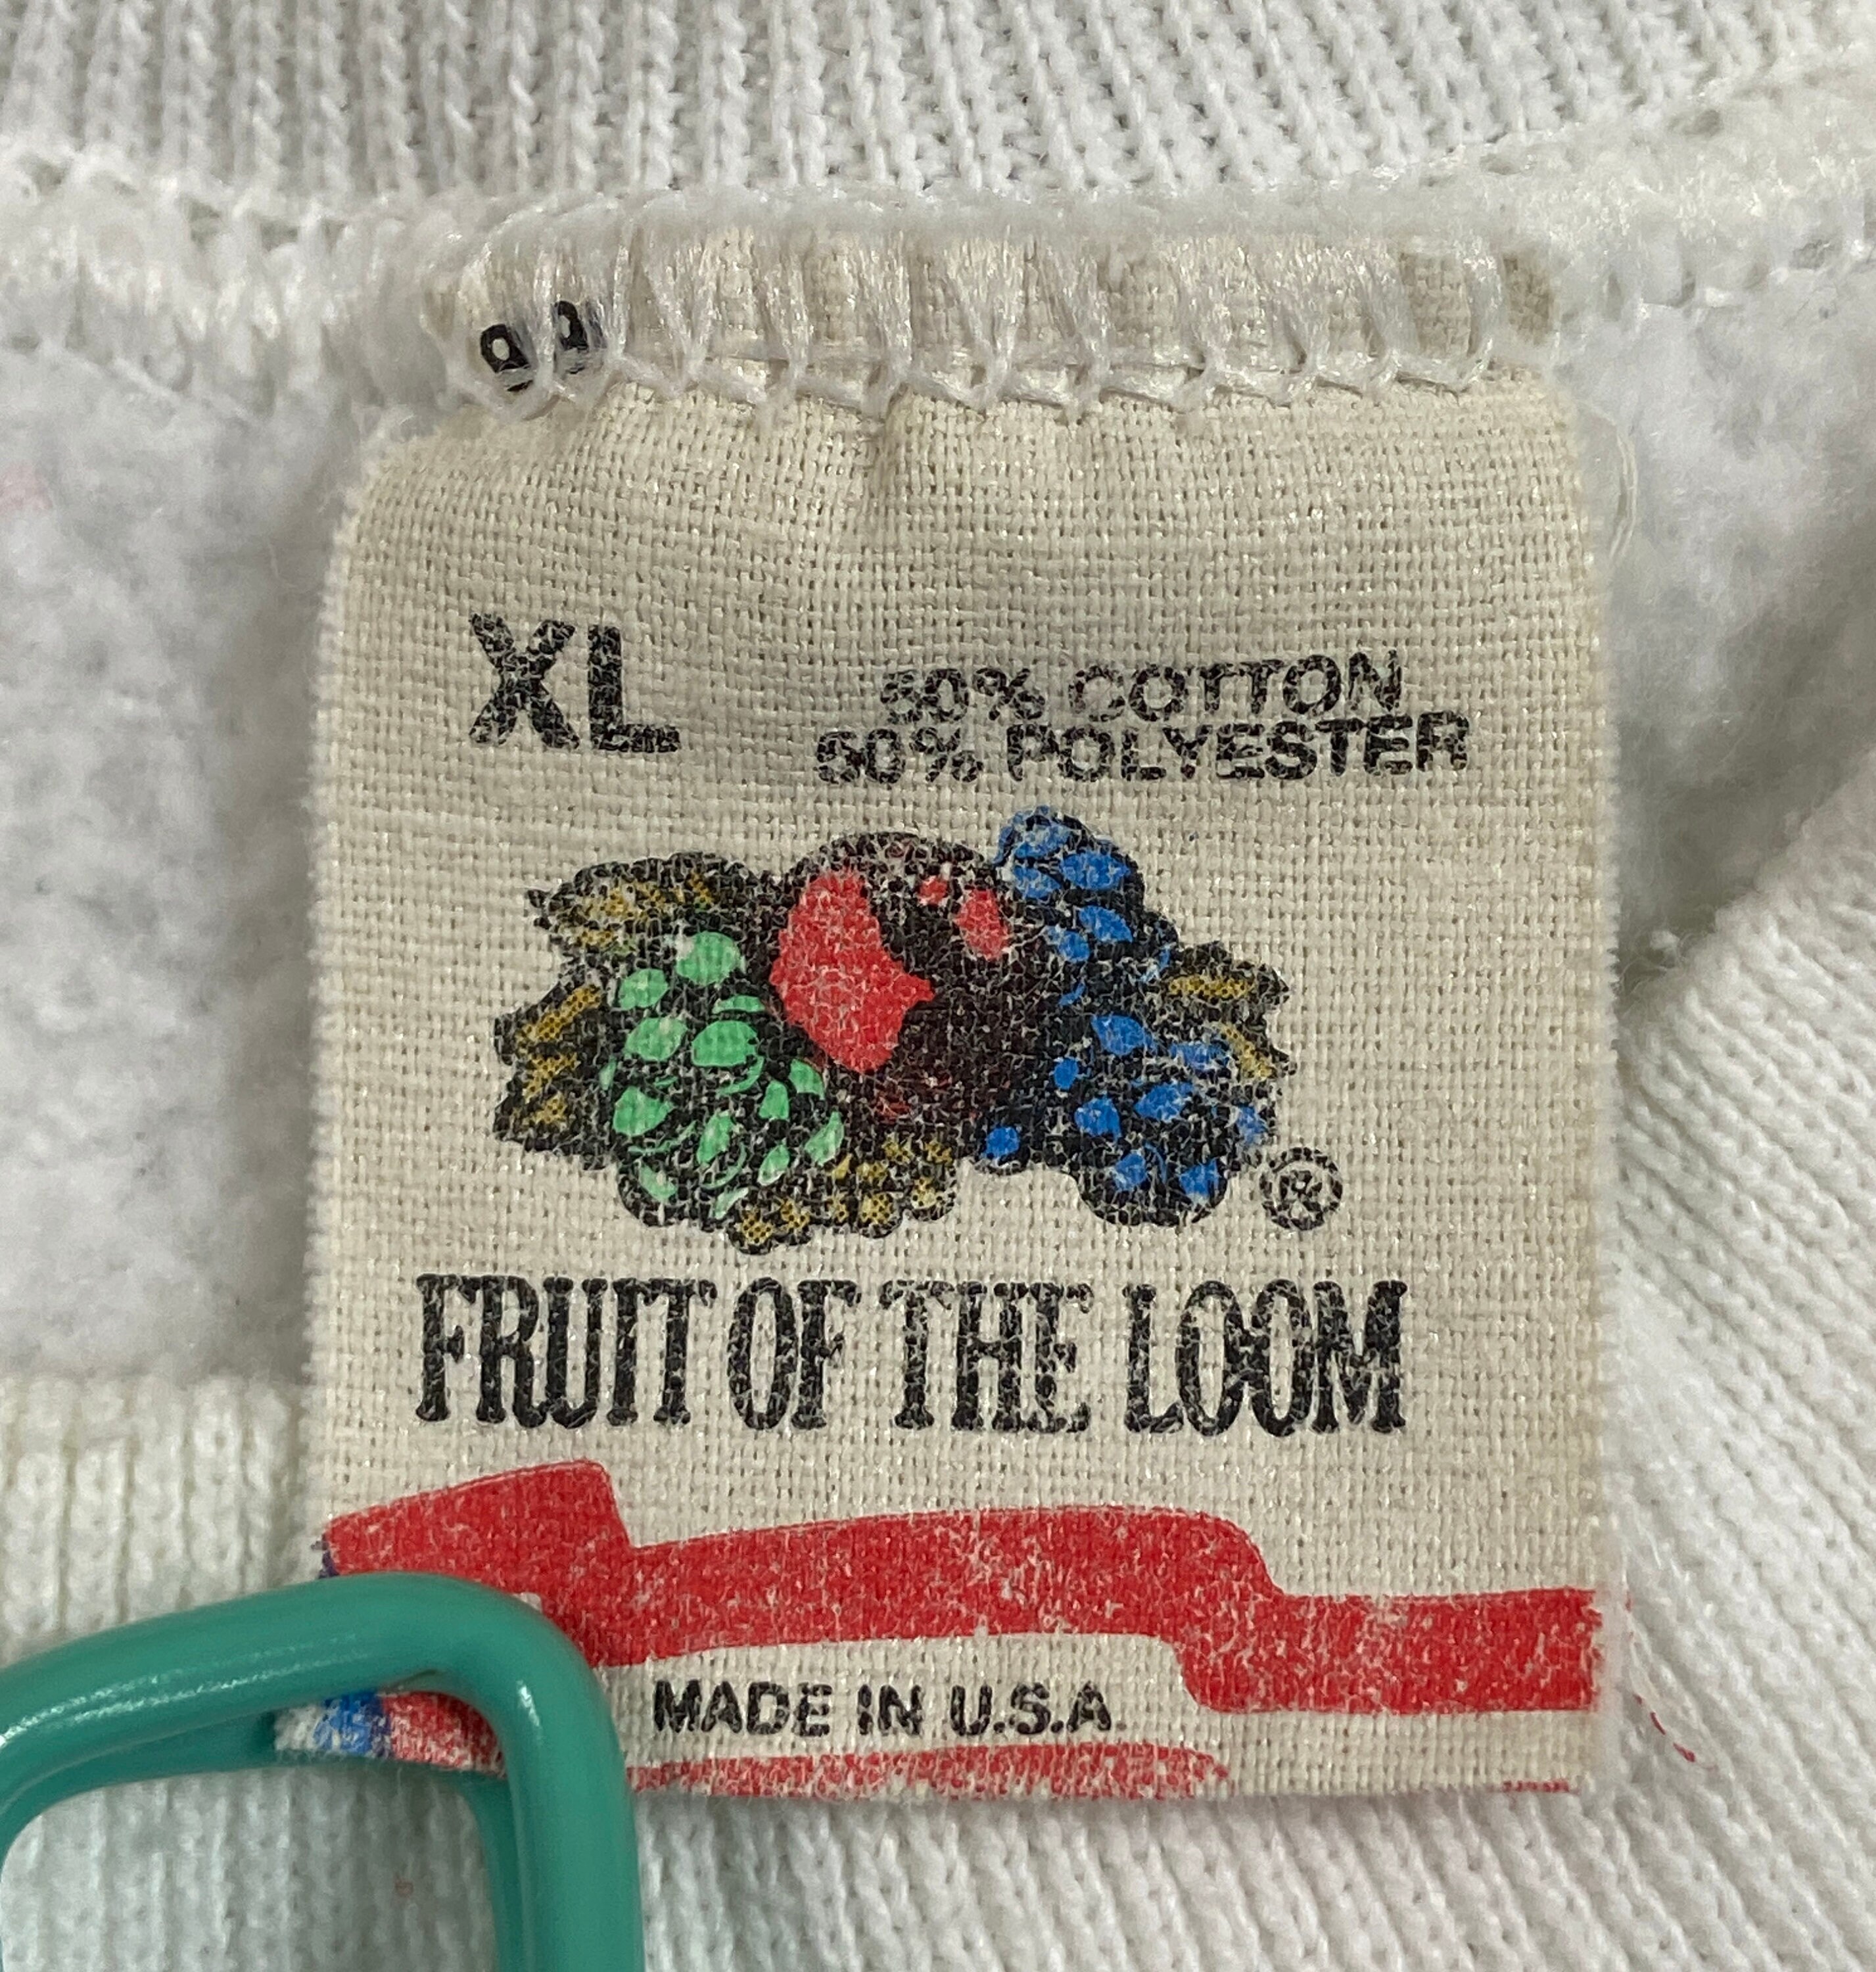 XL
50% COTTON
50% POLYESTER
®
FRUIT OF THE LOOM
MADE IN U.S.A.